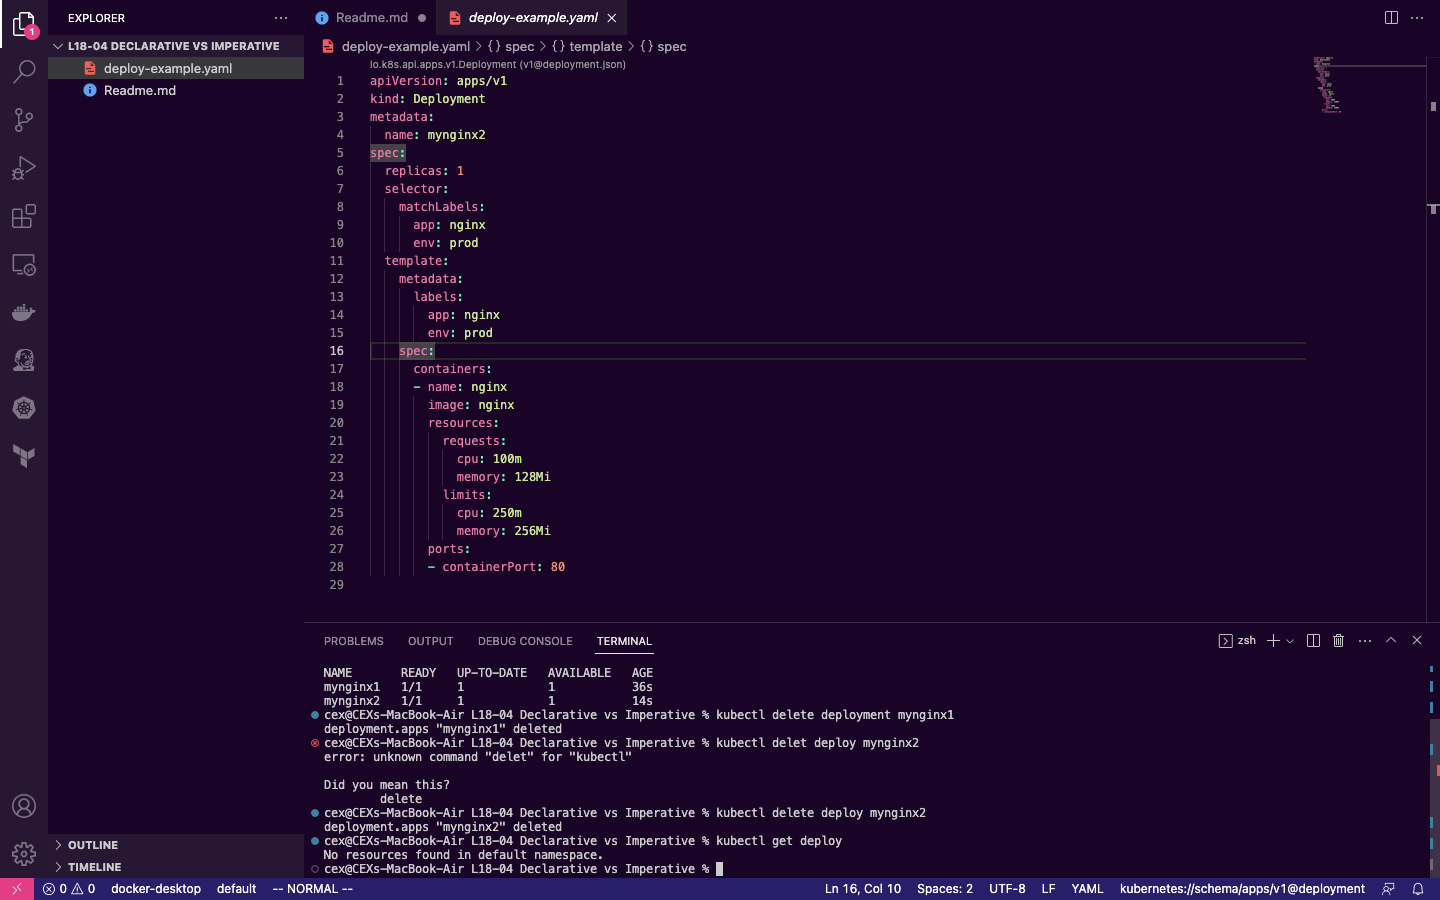 1
EXPLORER
L18-04 DECLARATIVE VS IMPERATIVE
deploy-example.yaml
Readme.md
OUTLINE
TIMELINE
Readme.md
deploy-example.yaml
deploy-example.yaml > {} spec > {} template > {} spec
io.k8s.api.apps.v1.Deployment (v1@deployment.json)
1 apiVersion: apps/v1
2 kind: Deployment
3 metadata:
4 name: mynginx2
5 spec:
6 replicas: 1
7 selector:
8 matchLabels:
9 app: nginx
10 env: prod
11 template:
12 metadata:
13 labels:
14 app: nginx
15 env: prod
16 spec:
17 containers:
18 - name: nginx
19 image: nginx
20 resources:
21 requests:
22 cpu: 100m
23 memory: 128Mi
24 limits:
25 cpu: 250m
26 memory: 256Mi
27 ports:
28 - containerPort: 80
29
PROBLEMS OUTPUT DEBUG CONSOLE TERMINAL zsh
NAME READY UP-TO-DATE AVAILABLE AGE
mynginx1 1/1 1 1 36s
mynginx2 1/1 1 1 14s
cex@CEXs-MacBook-Air L18-04 Declarative vs Imperative % kubectl delete deployment mynginx1
deployment.apps "mynginx1" deleted
cex@CEXs-MacBook-Air L18-04 Declarative vs Imperative % kubectl delet deploy mynginx2
error: unknown command "delet" for "kubectl"
Did you mean this?
delete
cex@CEXs-MacBook-Air L18-04 Declarative vs Imperative % kubectl delete deploy mynginx2
deployment.apps "mynginx2" deleted
cex@CEXs-MacBook-Air L18-04 Declarative vs Imperative % kubectl get deploy
No resources found in default namespace.
cex@CEXs-MacBook-Air L18-04 Declarative vs Imperative %
0 0 docker-desktop default -- NORMAL -- Ln 16, Col 10 Spaces: 2 UTF-8 LF YAML kubernetes://schema/apps/v1@deployment